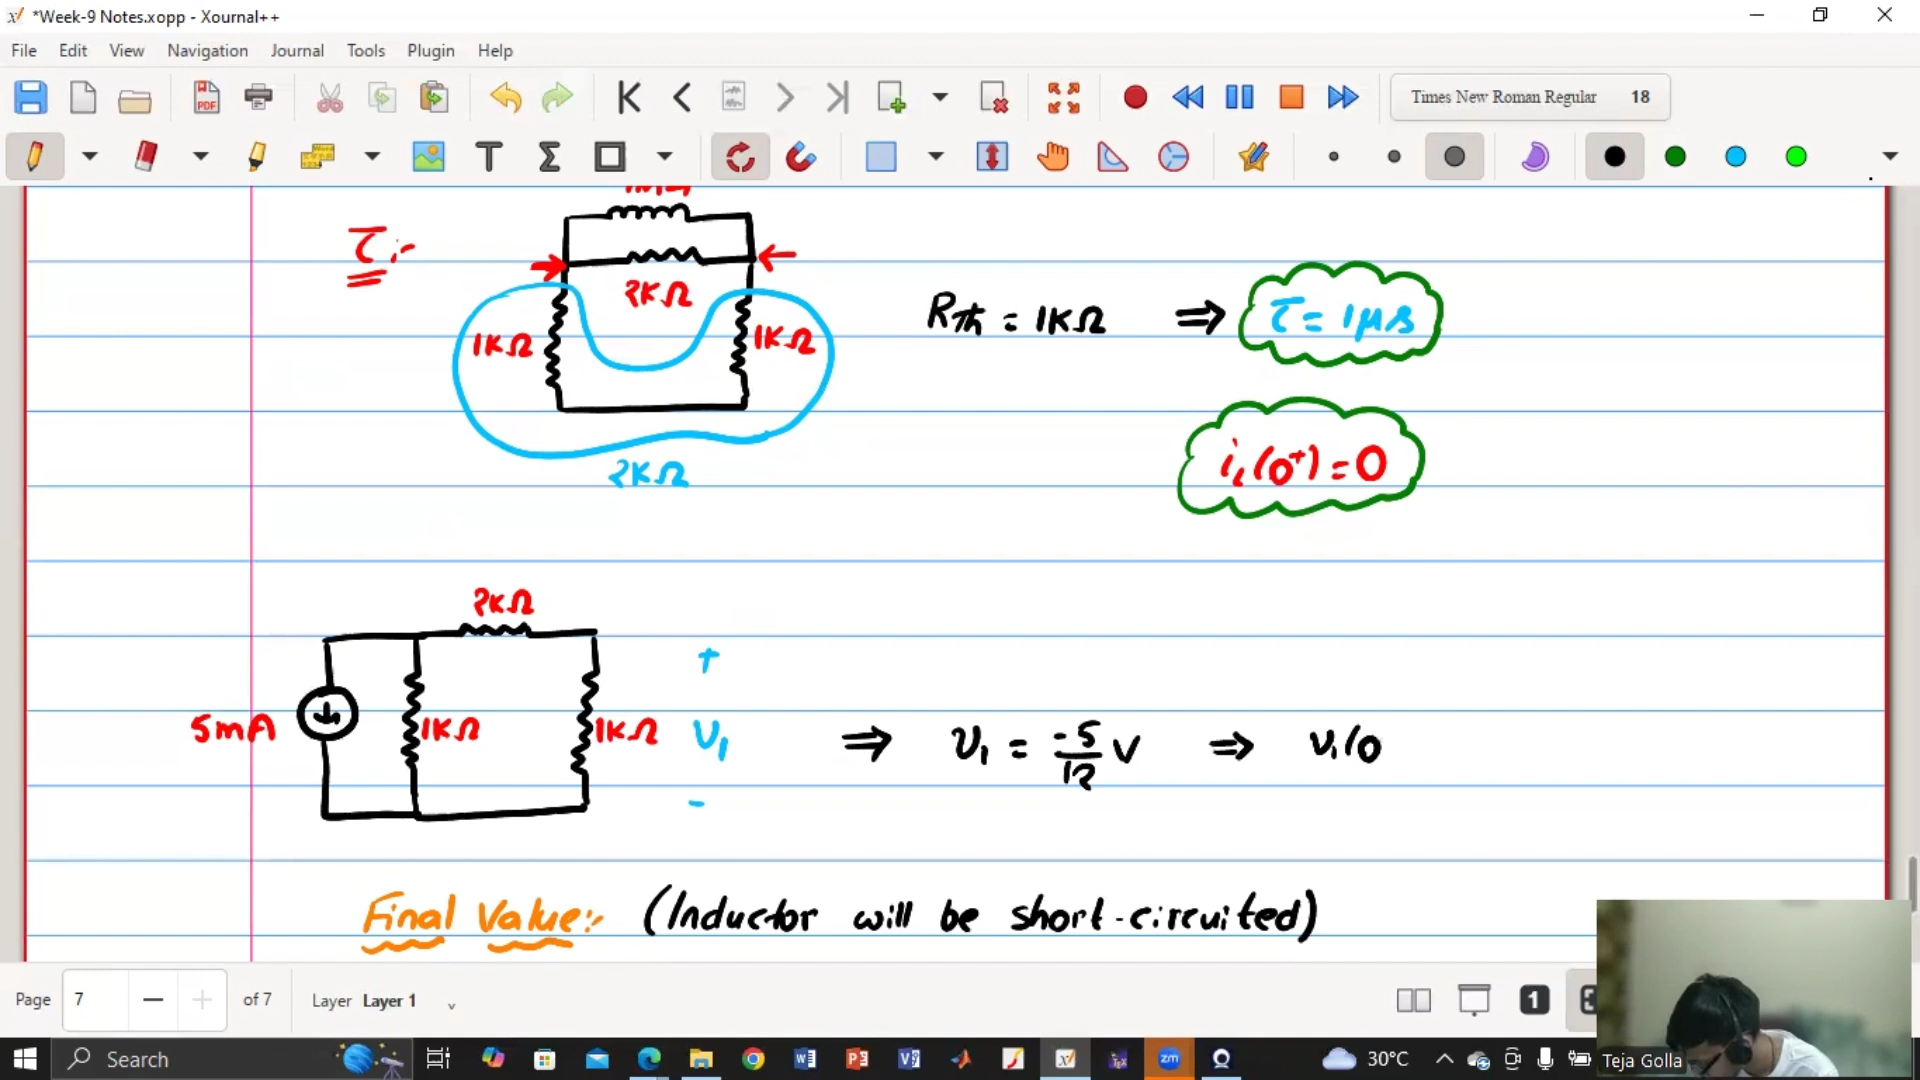 *Week-9 Notes.xopp - Xournal++
File Edit View Navigation Journal Tools Plugin Help
Times New Roman Regular 18
τ :-
2KΩ
1KΩ
1KΩ
2KΩ
Rth = 1KΩ ⇒ τ = 1μs
iL(0+) = 0
2KΩ
5mA
1KΩ
1KΩ
+
V1
-
⇒ V1 = -5/12 V ⇒ V1(0
Final Value:- (Inductor will be short-circuited)
Page 7 of 7 Layer Layer 1
1
Search
30°C
Teja Golla